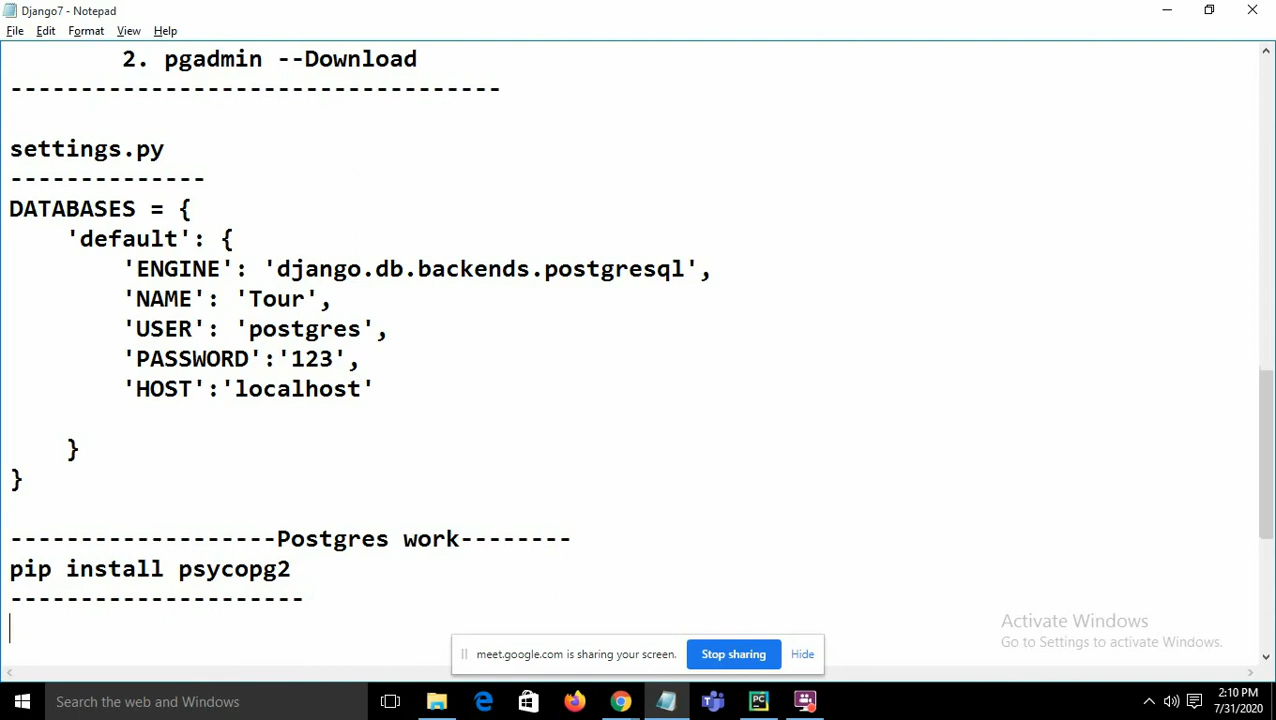 Django7 - Notepad
File Edit Format View Help
2. pgadmin --Download
-----------------------------------
settings.py
--------------
DATABASES = {
'default': {
'ENGINE': 'django.db.backends.postgresql',
'NAME': 'Tour',
'USER': 'postgres',
'PASSWORD':'123',
'HOST':'localhost'
}
}
-------------------Postgres work--------
pip install psycopg2
---------------------
Activate Windows
Go to Settings to activate Windows.
meet.google.com is sharing your screen. Stop sharing Hide
Search the web and Windows
2:10 PM
7/31/2020